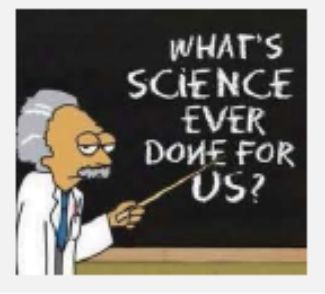 WHAT'S
SCiENCE
EVER
DONE FOR
US?